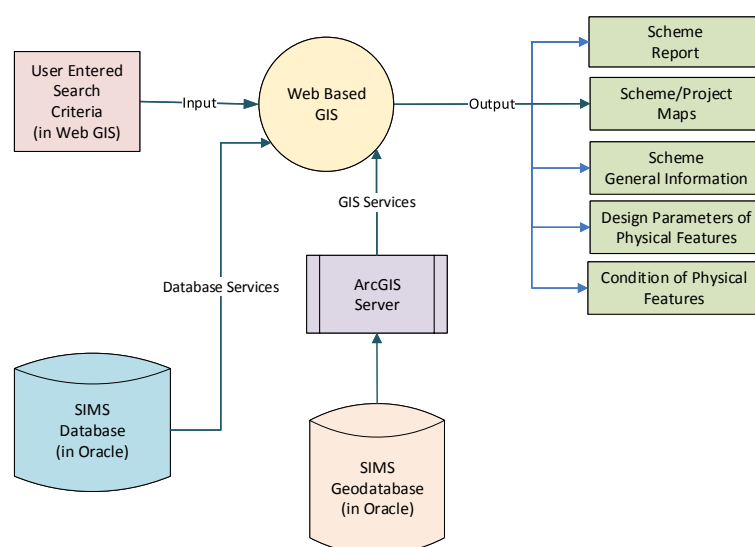 User Entered
Search
Criteria
(in Web GIS)
Input
Web Based
GIS
Output
Scheme
Report
Scheme/Project
Maps
Scheme
General Information
Design Parameters of
Physical Features
Condition of Physical
Features
GIS Services
Database Services
ArcGIS
Server
SIMS
Database
(in Oracle)
SIMS
Geodatabase
(in Oracle)